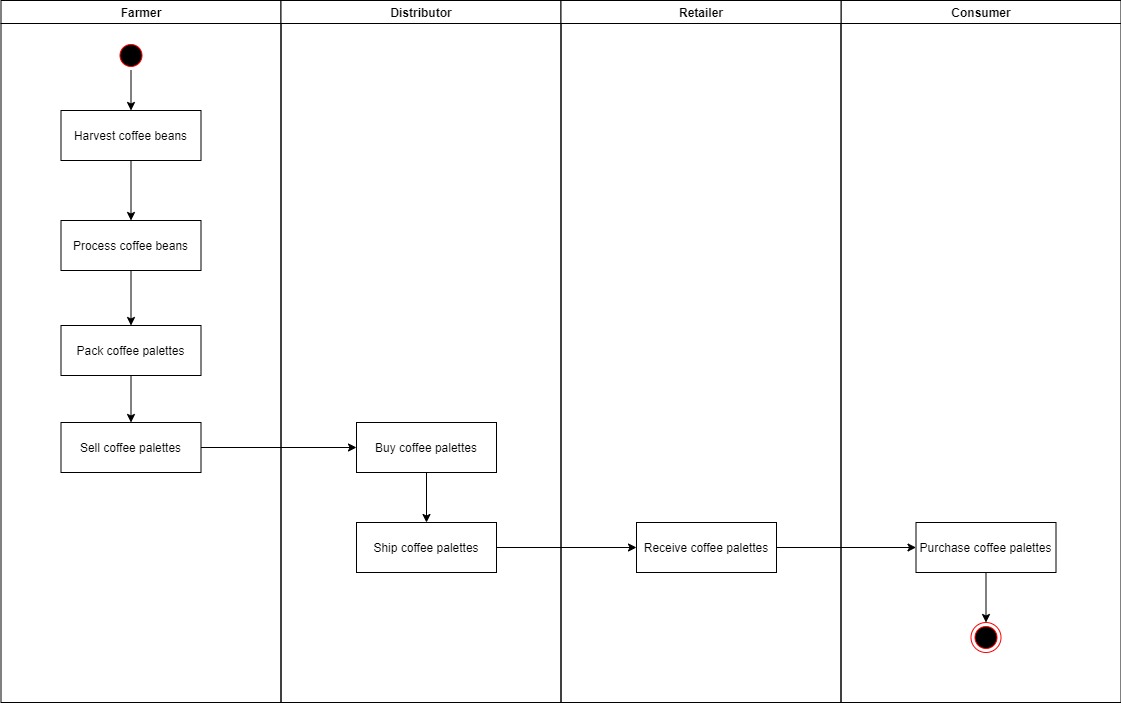 Farmer
Distributor
Retailer
Consumer
Harvest coffee beans
Process coffee beans
Pack coffee palettes
Sell coffee palettes
Buy coffee palettes
Ship coffee palettes
Receive coffee palettes
Purchase coffee palettes